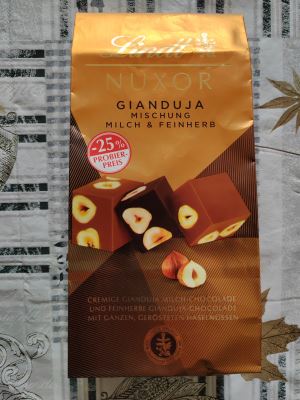 Lindt
NUXOR
GIANDUJA
MISCHUNG
MILCH & FEINHERB
-25%
PROBIER-
PREIS
CREMIGE GIANDUJA MILCH-CHOCOLADE
UND FEINHERBE GIANDUJA-CHOCOLADE
MIT GANZEN, GERÖSTETEN HASELNÜSSEN